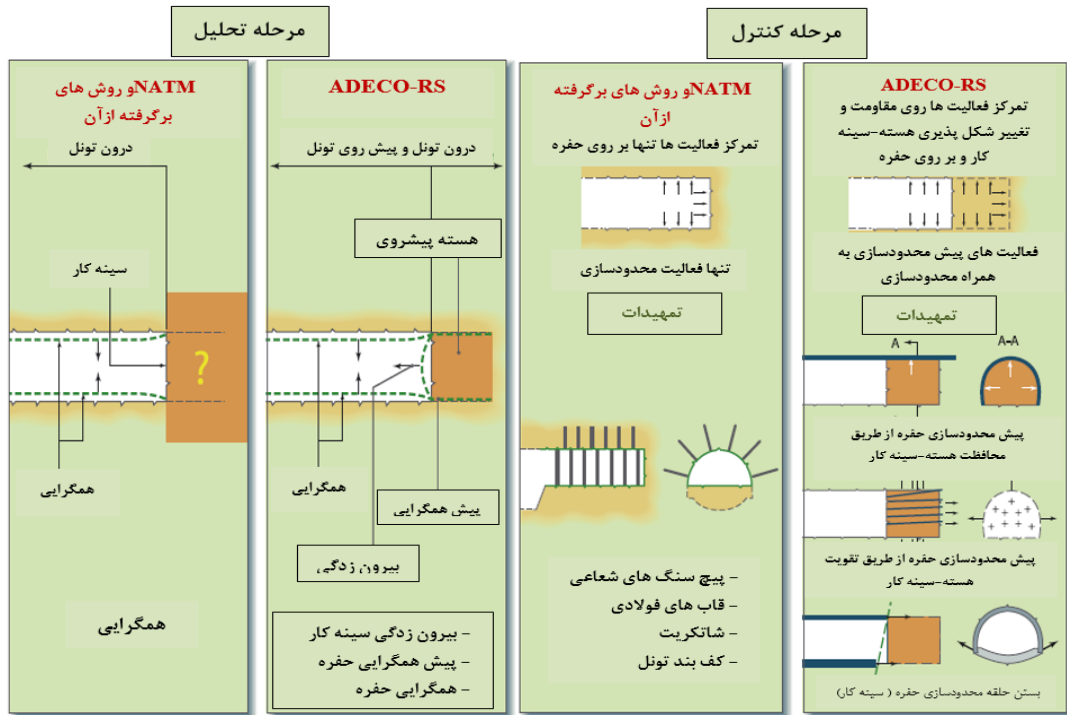 مرحله تحلیل
مرحله کنترل
NATMو روش های
برگرفته ازآن
درون تونل
سینه کار
?
همگرایی
همگرایی
ADECO-RS
درون تونل و پیش روی تونل
هسته پیشروی
همگرایی
پیش همگرایی
بیرون زدگی
- بیرون زدگی سینه کار
- پیش همگرایی حفره
- همگرایی حفره
NATMو روش های برگرفته
ازآن
تمرکز فعالیت ها تنها بر روی حفره
تنها فعالیت محدودسازی
تمهیدات
- پیچ سنگ های شعاعی
- قاب های فولادی
- شاتکریت
- کف بند تونل
ADECO-RS
تمرکز فعالیت ها روی مقاومت و
تغییر شکل پذیری هسته-سینه
کار و بر روی حفره
فعالیت های پیش محدودسازی به
همراه محدودسازی
تمهیدات
A
A-A
پیش محدودسازی حفره از طریق
محافظت هسته-سینه کار
پیش محدودسازی حفره از طریق تقویت
هسته-سینه کار
بستن حلقه محدودسازی حفره ( سینه کار)